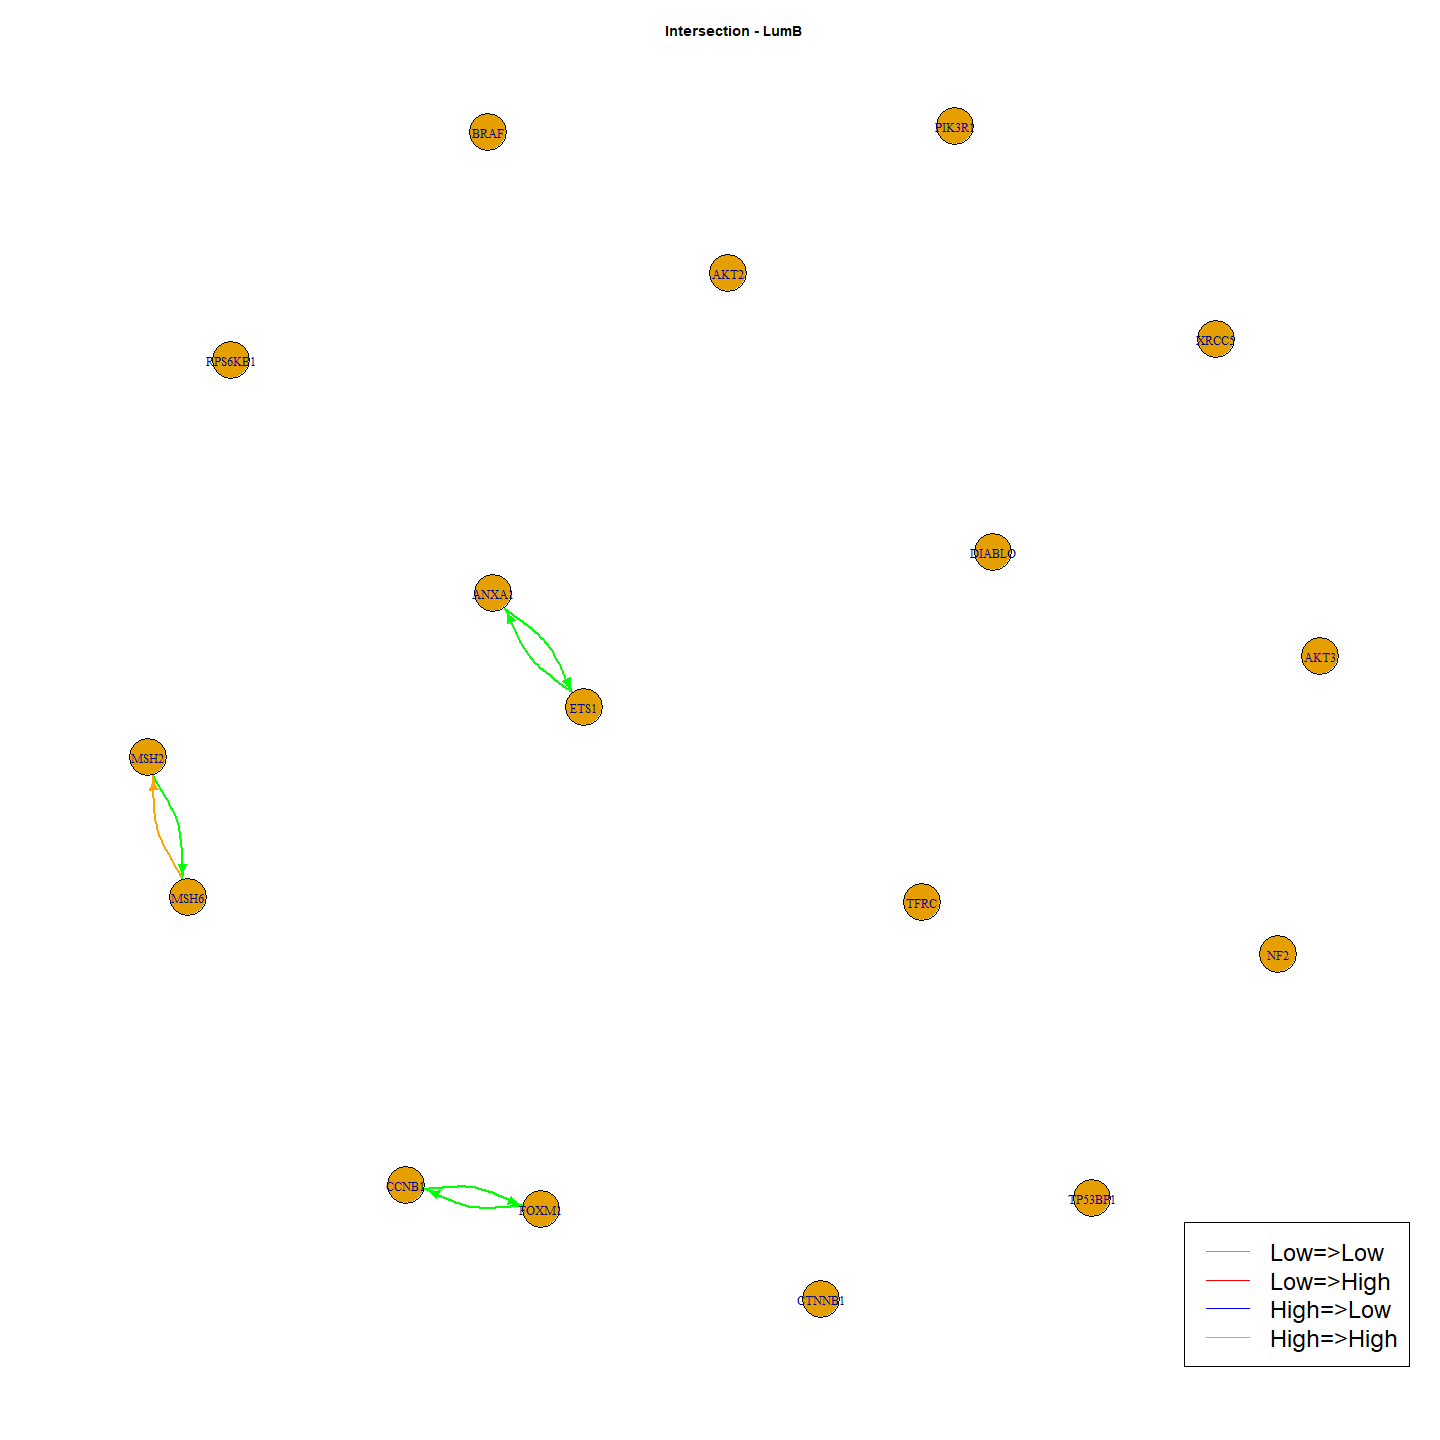 Intersection - LumB
BRAF
PIK3R1
AKT2
XRCC5
RPS6KB1
DIABLO
ANXA1
AKT3
ETS1
MSH2
MSH6
TFRC
NF2
CCNB1
FOXM1
TP53BP1
CTNNB1
Low=>Low
Low=>High
High=>Low
High=>High